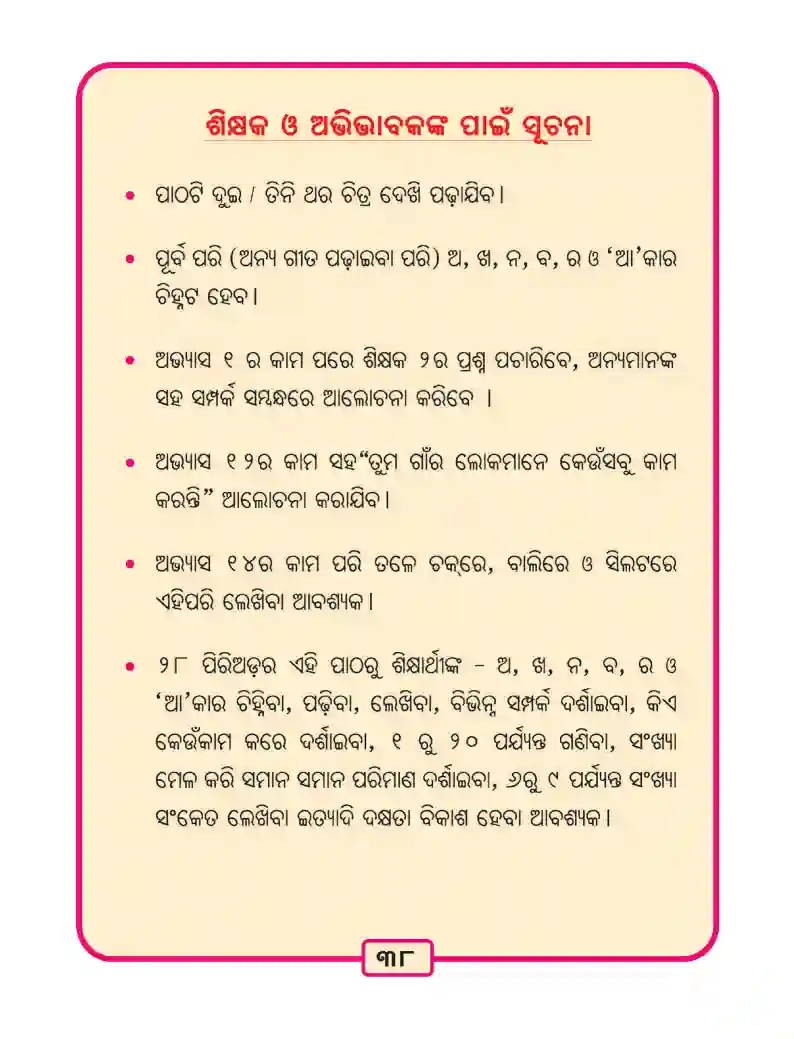 ଶିକ୍ଷକ ଓ ଅଭିଭାବକଙ୍କ ପାଇଁ ସୂଚନା
• ପାଠଟି ଦୁଇ / ତିନି ଥର ଚିତ୍ର ଦେଖି ପଢ଼ାଯିବ।
• ପୂର୍ବ ପରି (ଅନ୍ୟ ଗୀତ ପଢ଼ାଇବା ପରି) ଅ, ଖ, ନ, ବ, ର ଓ ‘ଆ’କାର
ଚିହ୍ନଟ ହେବ।
• ଅଭ୍ୟାସ ୧ ର କାମ ପରେ ଶିକ୍ଷକ ୨ର ପ୍ରଶ୍ନ ପଚାରିବେ, ଅନ୍ୟମାନଙ୍କ
ସହ ସମ୍ପର୍କ ସମ୍ବନ୍ଧରେ ଆଲୋଚନା କରିବେ ।
• ଅଭ୍ୟାସ ୧୨ର କାମ ସହ“ତୁମ ଗାଁର ଲୋକମାନେ କେଉଁସବୁ କାମ
କରନ୍ତି” ଆଲୋଚନା କରାଯିବ।
• ଅଭ୍ୟାସ ୧୪ର କାମ ପରି ତଳେ ଚକ୍‌ରେ, ବାଲିରେ ଓ ସିଲଟରେ
ଏହିପରି ଲେଖିବା ଆବଶ୍ୟକ।
• ୨୮ ପିରିଅଡ଼ର ଏହି ପାଠରୁ ଶିକ୍ଷାର୍ଥୀଙ୍କ – ଅ, ଖ, ନ, ବ, ର ଓ
‘ଆ’କାର ଚିହ୍ନିବା, ପଢ଼ିବା, ଲେଖିବା, ବିଭିନ୍ନ ସମ୍ପର୍କ ଦର୍ଶାଇବା, କିଏ
କେଉଁକାମ କରେ ଦର୍ଶାଇବା, ୧ ରୁ ୨୦ ପର୍ଯ୍ୟନ୍ତ ଗଣିବା, ସଂଖ୍ୟା
ମେଳ କରି ସମାନ ସମାନ ପରିମାଣ ଦର୍ଶାଇବା, ୬ରୁ ୯ ପର୍ଯ୍ୟନ୍ତ ସଂଖ୍ୟା
ସଂକେତ ଲେଖିବା ଇତ୍ୟାଦି ଦକ୍ଷତା ବିକାଶ ହେବା ଆବଶ୍ୟକ।
୩୮